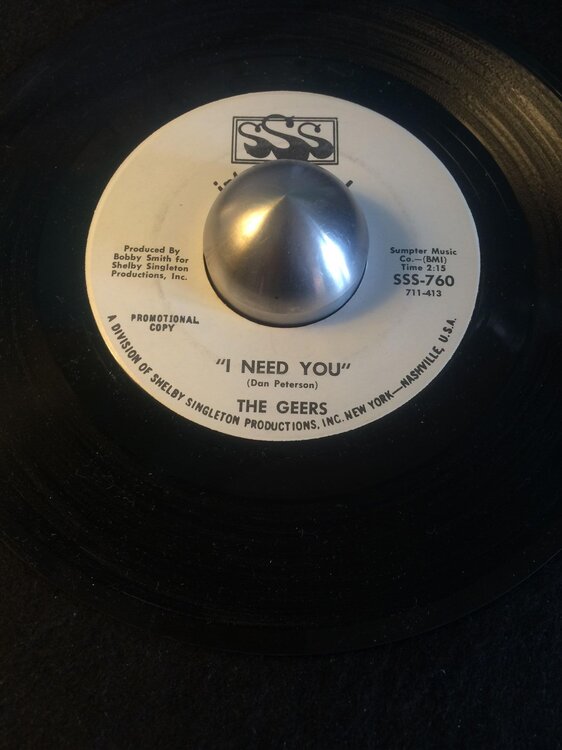 SSS
Produced By
Bobby Smith for
Shelby Singleton
Productions, Inc.
Sumpter Music
Co.—(BMI)
Time 2:15
SSS-760
711-413
PROMOTIONAL
COPY
"I NEED YOU"
(Dan Peterson)
THE GEERS
A DIVISION OF SHELBY SINGLETON PRODUCTIONS, INC. NEW YORK—NASHVILLE, U.S.A.